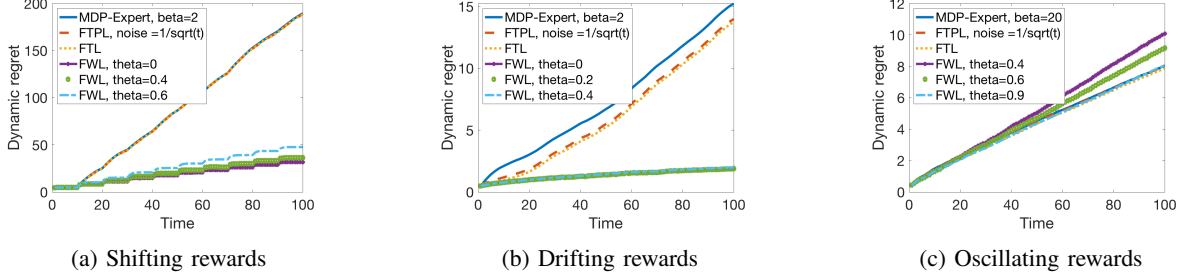 200
150
100
50
0
Dynamic regret
MDP-Expert, beta=2
FTPL, noise =1/sqrt(t)
FTL
FWL, theta=0
FWL, theta=0.4
FWL, theta=0.6
0 20 40 60 80 100
Time
(a) Shifting rewards
15
10
5
0
Dynamic regret
MDP-Expert, beta=2
FTPL, noise =1/sqrt(t)
FTL
FWL, theta=0
FWL, theta=0.2
FWL, theta=0.4
0 20 40 60 80 100
Time
(b) Drifting rewards
12
10
8
6
4
2
0
Dynamic regret
MDP-Expert, beta=20
FTPL, noise =1/sqrt(t)
FTL
FWL, theta=0.4
FWL, theta=0.6
FWL, theta=0.9
0 20 40 60 80 100
Time
(c) Oscillating rewards